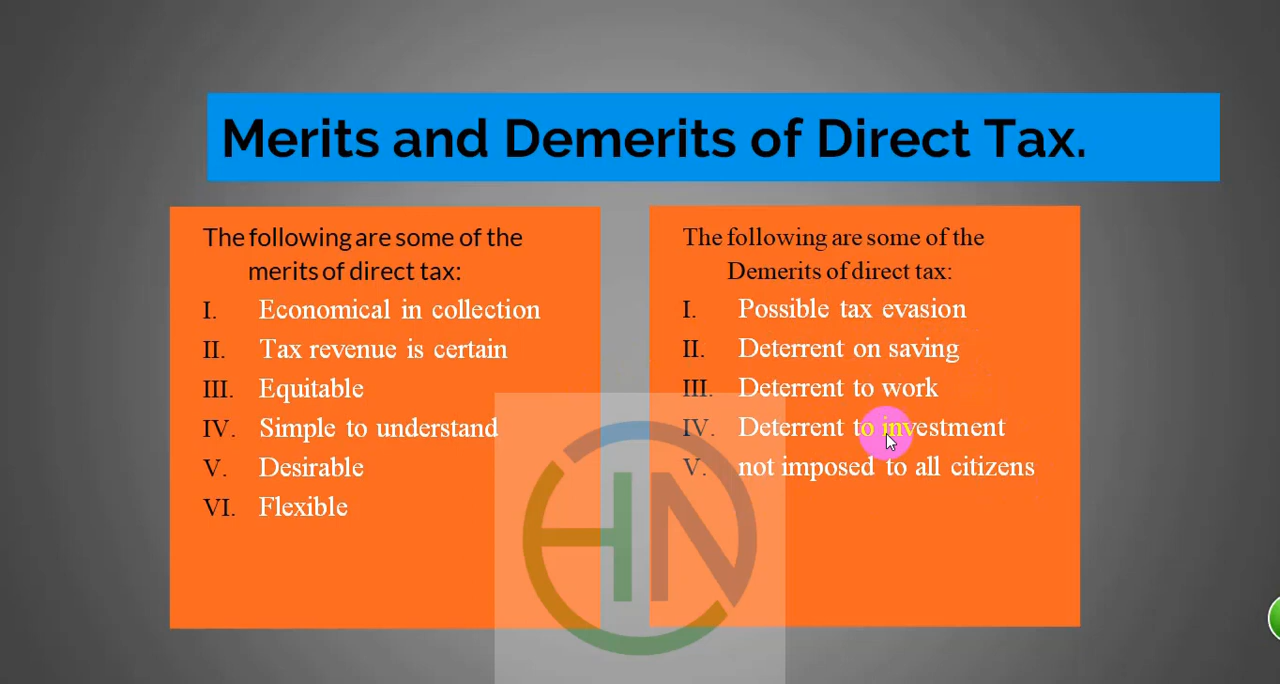 Merits and Demerits of Direct Tax.
The following are some of the
merits of direct tax:
I. Economical in collection
II. Tax revenue is certain
III. Equitable
IV. Simple to understand
V. Desirable
VI. Flexible
The following are some of the
Demerits of direct tax:
I. Possible tax evasion
II. Deterrent on saving
III. Deterrent to work
IV. Deterrent to investment
V. not imposed to all citizens
HN